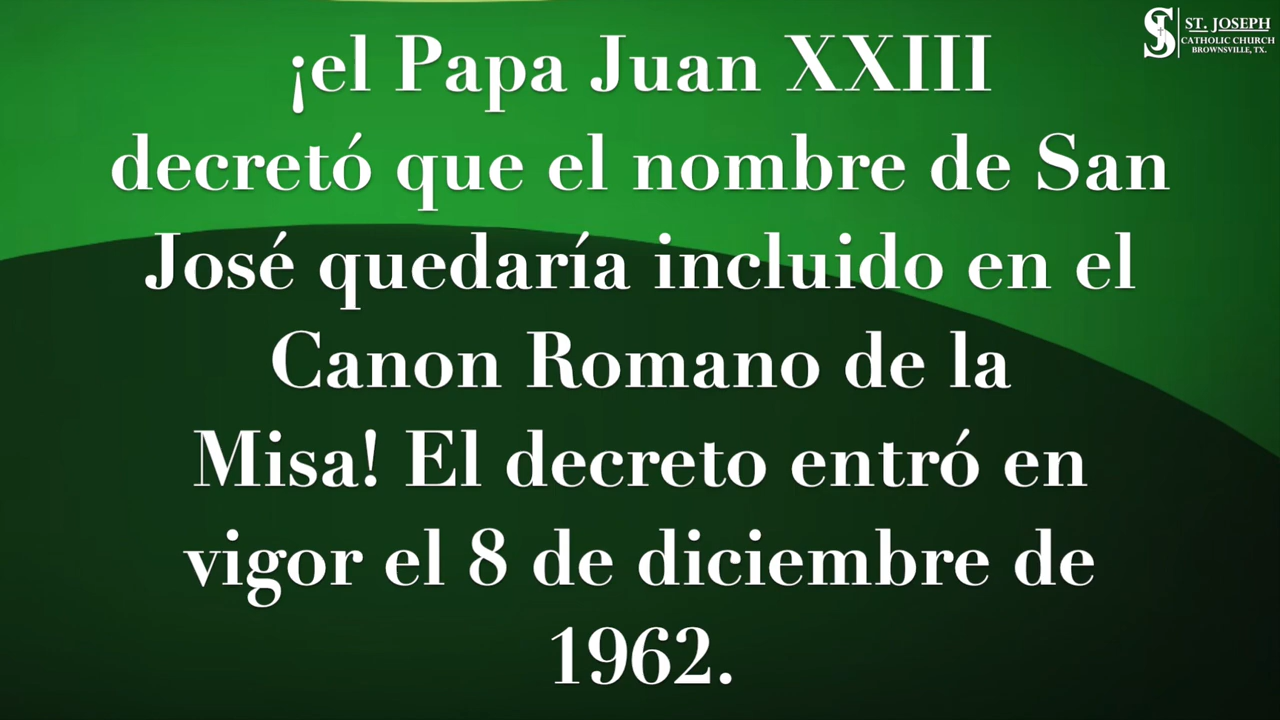 ST. JOSEPH
CATHOLIC CHURCH
BROWNSVILLE, TX.
¡el Papa Juan XXIII
decretó que el nombre de San
José quedaría incluido en el
Canon Romano de la
Misa! El decreto entró en
vigor el 8 de diciembre de
1962.